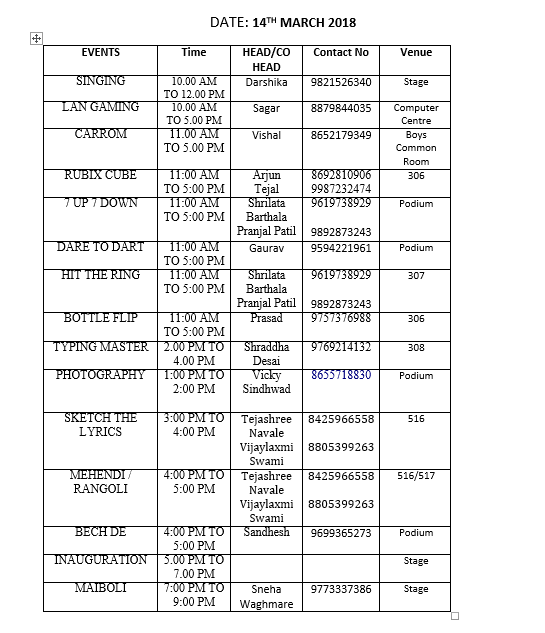 DATE: 14TH MARCH 2018
EVENTS Time HEAD/CO HEAD Contact No Venue
SINGING 10.00 AM TO 12.00 PM Darshika 9821526340 Stage
LAN GAMING 10.00 AM TO 5.00 PM Sagar 8879844035 Computer Centre
CARROM 11.00 AM TO 5:00 PM Vishal 8652179349 Boys Common Room
RUBIX CUBE 11:00 AM TO 5:00 PM Arjun Tejal 8692810906 9987232474 306
7 UP 7 DOWN 11:00 AM TO 5:00 PM Shrilata Barthala Pranjal Patil 9619738929 9892873243 Podium
DARE TO DART 11:00 AM TO 5:00 PM Gaurav 9594221961 Podium
HIT THE RING 11:00 AM TO 5:00 PM Shrilata Barthala Pranjal Patil 9619738929 9892873243 307
BOTTLE FLIP 11:00 AM TO 5:00 PM Prasad 9757376988 306
TYPING MASTER 2.00 PM TO 4.00 PM Shraddha Desai 9769214132 308
PHOTOGRAPHY 1:00 PM TO 2:00 PM Vicky Sindhwad 8655718830 Podium
SKETCH THE LYRICS 3:00 PM TO 4:00 PM Tejashree Navale Vijaylaxmi Swami 8425966558 8805399263 516
MEHENDI / RANGOLI 4:00 PM TO 5:00 PM Tejashree Navale Vijaylaxmi Swami 8425966558 8805399263 516/517
BECH DE 4:00 PM TO 5:00 PM Sandhesh 9699365273 Podium
INAUGURATION 5.00 PM TO 7.00 PM Stage
MAIBOLI 7:00 PM TO 9:00 PM Sneha Waghmare 9773337386 Stage